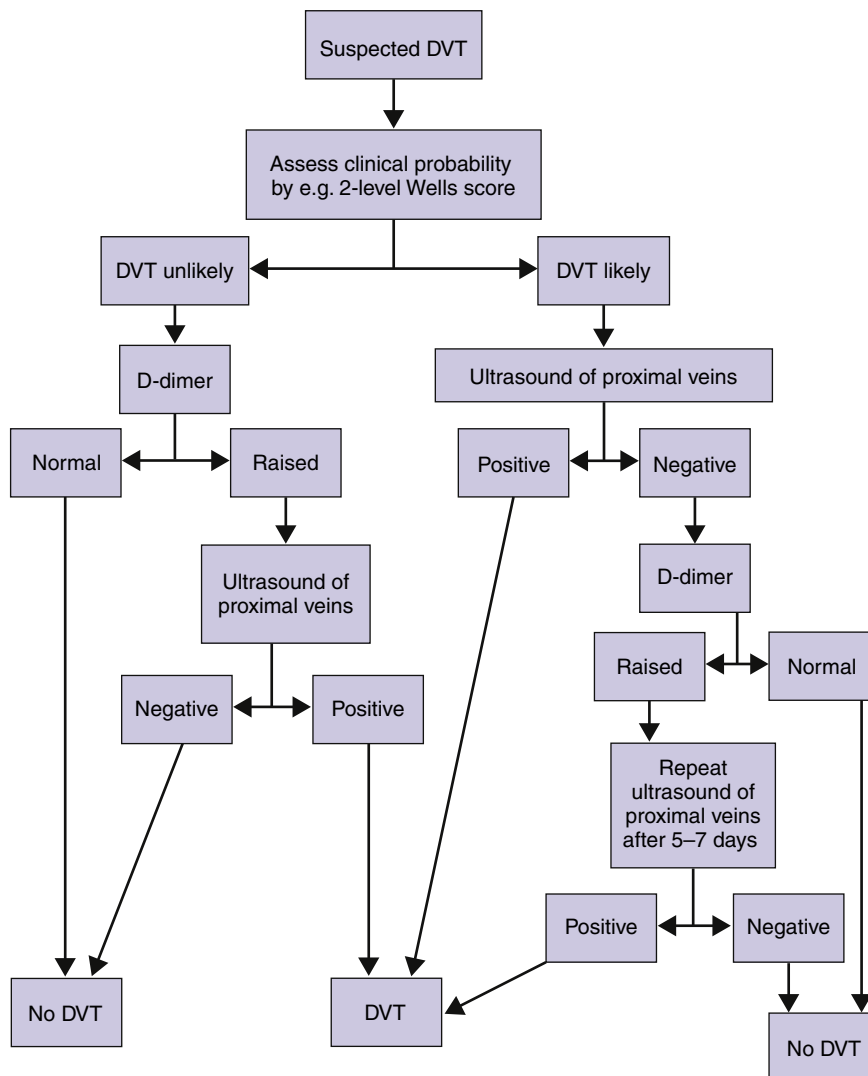 Suspected DVT
Assess clinical probability
by e.g. 2-level Wells score
DVT unlikely
DVT likely
D-dimer
Ultrasound of proximal veins
Normal
Raised
Positive
Negative
Ultrasound of
proximal veins
D-dimer
Raised
Normal
Negative
Positive
Repeat
ultrasound of
proximal veins
after 5–7 days
Positive
Negative
No DVT
DVT
No DVT